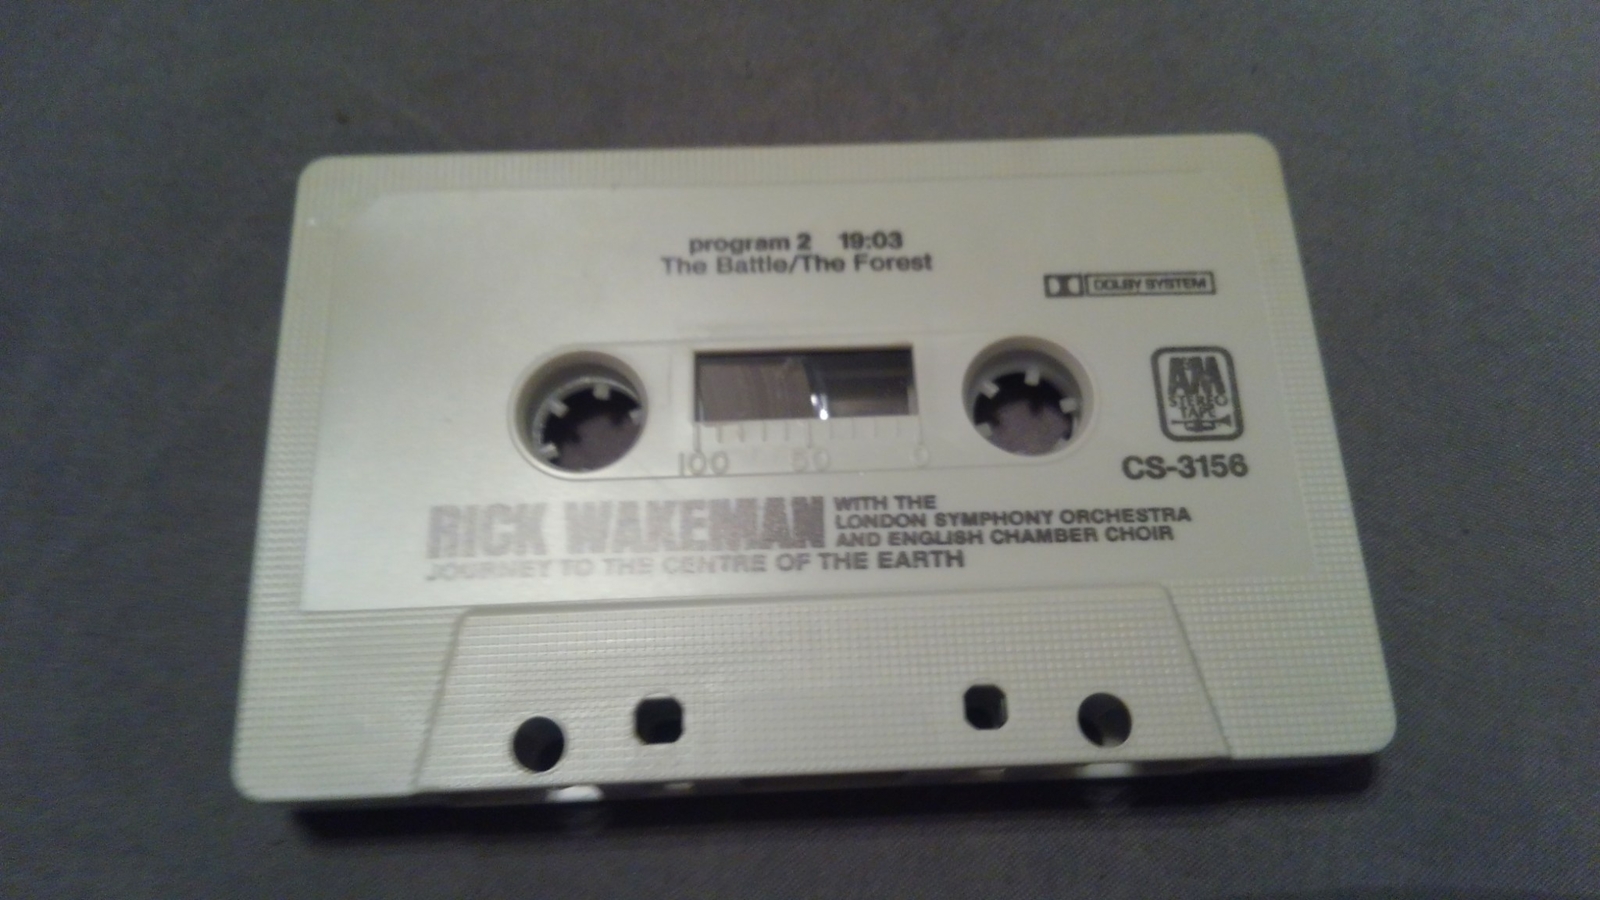 program 2 19:03
The Battle/The Forest
DOLBY SYSTEM
A&M
STEREO
TAPE
100 50 0
CS-3156
RICK WAKEMAN WITH THE
LONDON SYMPHONY ORCHESTRA
AND ENGLISH CHAMBER CHOIR
JOURNEY TO THE CENTRE OF THE EARTH